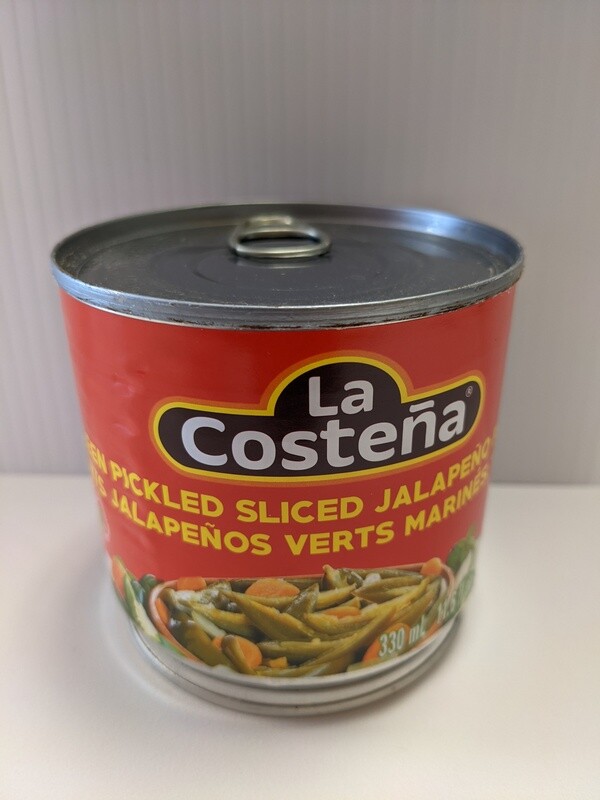 La
Costeña®
PICKLED SLICED JALAPEÑO
JALAPEÑOS VERTS MARINÉS
330 mL